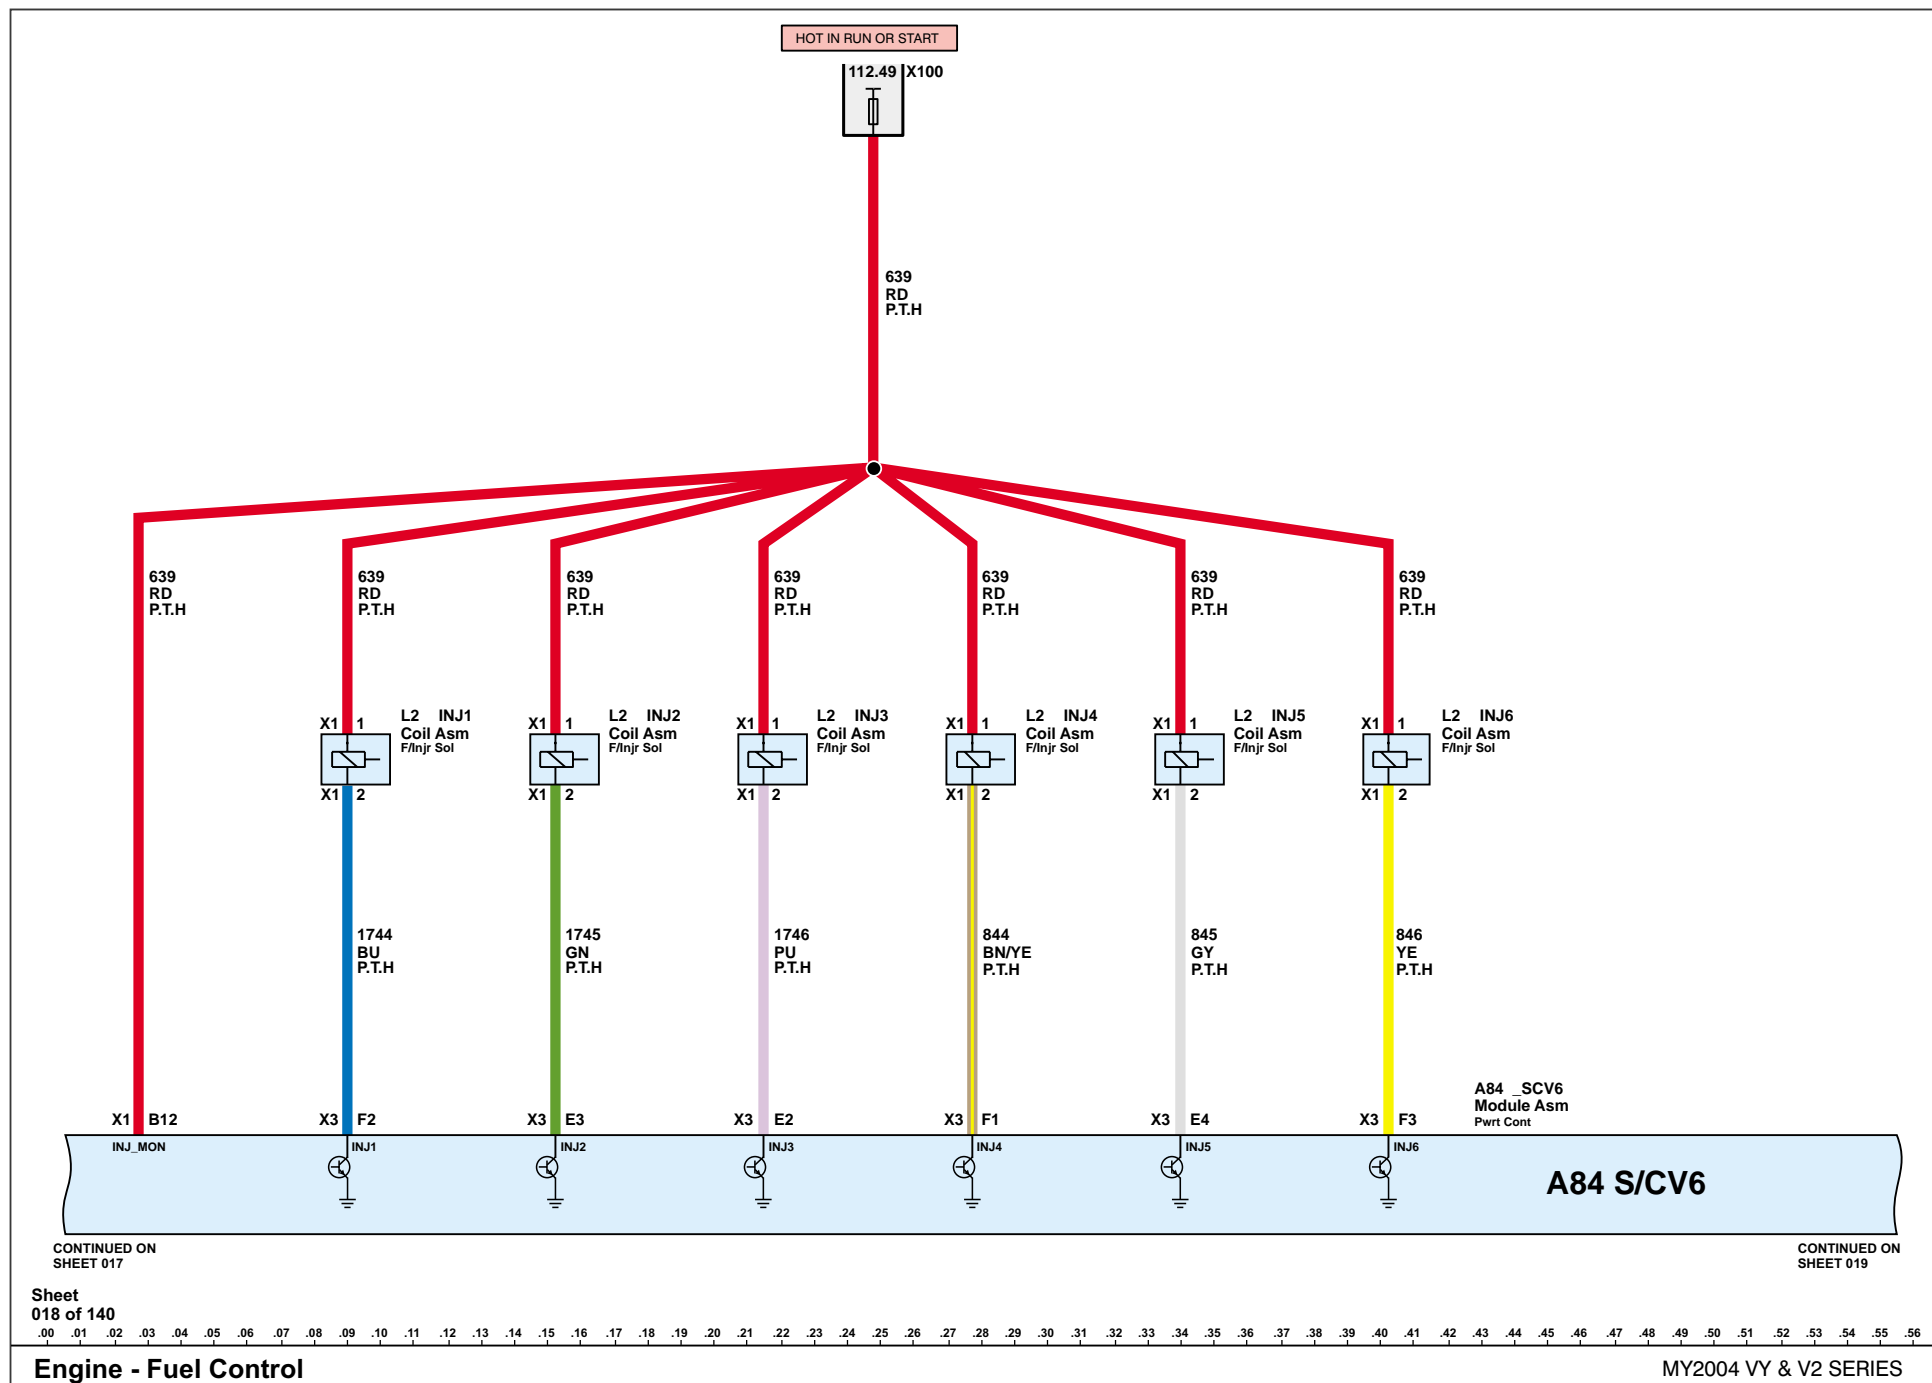 HOT IN RUN OR START
112.49 X100
639
RD
P.T.H
639 639 639 639 639 639 639
RD RD RD RD RD RD RD
P.T.H P.T.H P.T.H P.T.H P.T.H P.T.H P.T.H
X1 1 L2 INJ1
Coil Asm
F/Injr Sol
X1 2
X1 1 L2 INJ2
Coil Asm
F/Injr Sol
X1 2
X1 1 L2 INJ3
Coil Asm
F/Injr Sol
X1 2
X1 1 L2 INJ4
Coil Asm
F/Injr Sol
X1 2
X1 1 L2 INJ5
Coil Asm
F/Injr Sol
X1 2
X1 1 L2 INJ6
Coil Asm
F/Injr Sol
X1 2
1744 1745 1746 844 845 846
BU GN PU BN/YE GY YE
P.T.H P.T.H P.T.H P.T.H P.T.H P.T.H
A84 _SCV6
Module Asm
Pwrt Cont
X1 B12 X3 F2 X3 E3 X3 E2 X3 F1 X3 E4 X3 F3
INJ_MON INJ1 INJ2 INJ3 INJ4 INJ5 INJ6
A84 S/CV6
CONTINUED ON
SHEET 017
CONTINUED ON
SHEET 019
Sheet
018 of 140
.00 .01 .02 .03 .04 .05 .06 .07 .08 .09 .10 .11 .12 .13 .14 .15 .16 .17 .18 .19 .20 .21 .22 .23 .24 .25 .26 .27 .28 .29 .30 .31 .32 .33 .34 .35 .36 .37 .38 .39 .40 .41 .42 .43 .44 .45 .46 .47 .48 .49 .50 .51 .52 .53 .54 .55 .56
Engine - Fuel Control
MY2004 VY & V2 SERIES